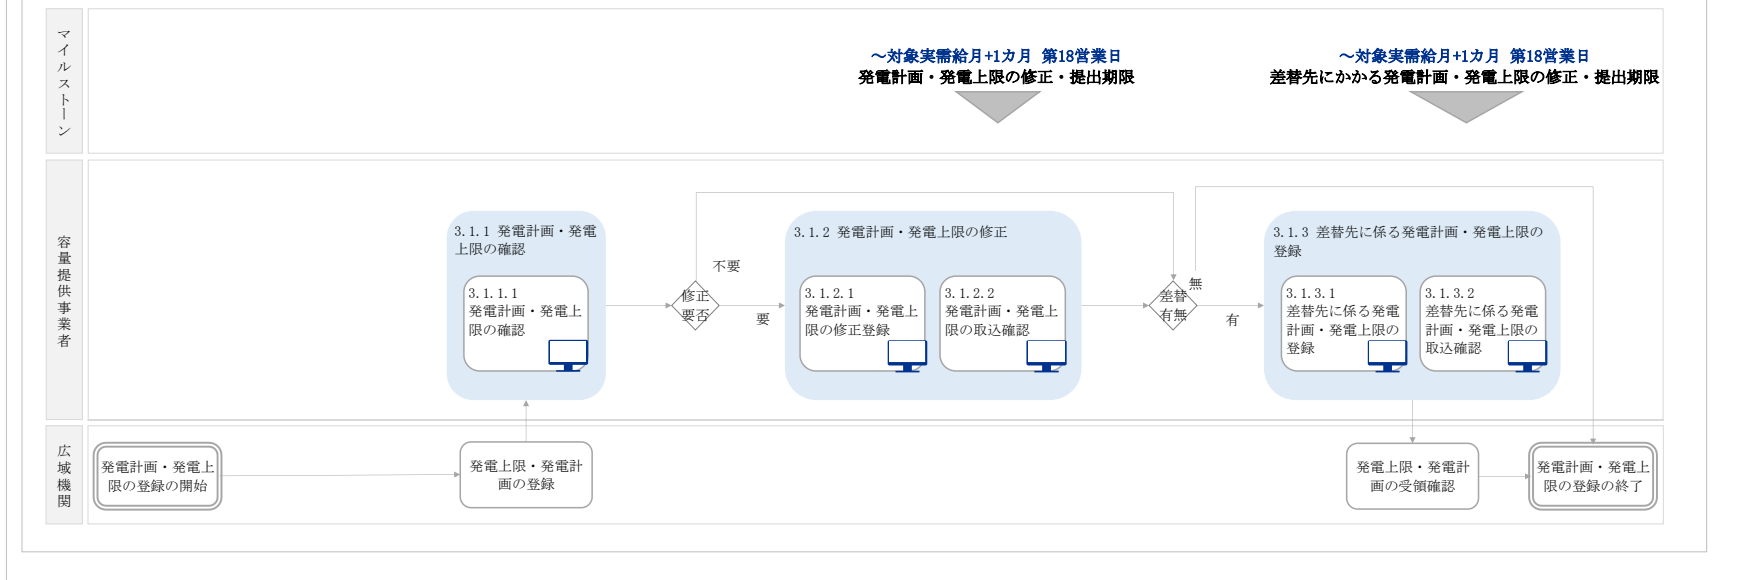 マイルストーン
～対象実需給月+1カ月 第18営業日
発電計画・発電上限の修正・提出期限
～対象実需給月+1カ月 第18営業日
差替先にかかる発電計画・発電上限の修正・提出期限
容量提供事業者
3.1.1 発電計画・発電
上限の確認
3.1.1.1
発電計画・発電上
限の確認
不要
修正
要否
要
3.1.2 発電計画・発電上限の修正
3.1.2.1
発電計画・発電上
限の修正登録
3.1.2.2
発電計画・発電上
限の取込確認
無
差替
有無
有
3.1.3 差替先に係る発電計画・発電上限の
登録
3.1.3.1
差替先に係る発電
計画・発電上限の
登録
3.1.3.2
差替先に係る発電
計画・発電上限の
取込確認
広域機関
発電計画・発電上
限の登録の開始
発電上限・発電計
画の登録
発電上限・発電計
画の受領確認
発電計画・発電上
限の登録の終了